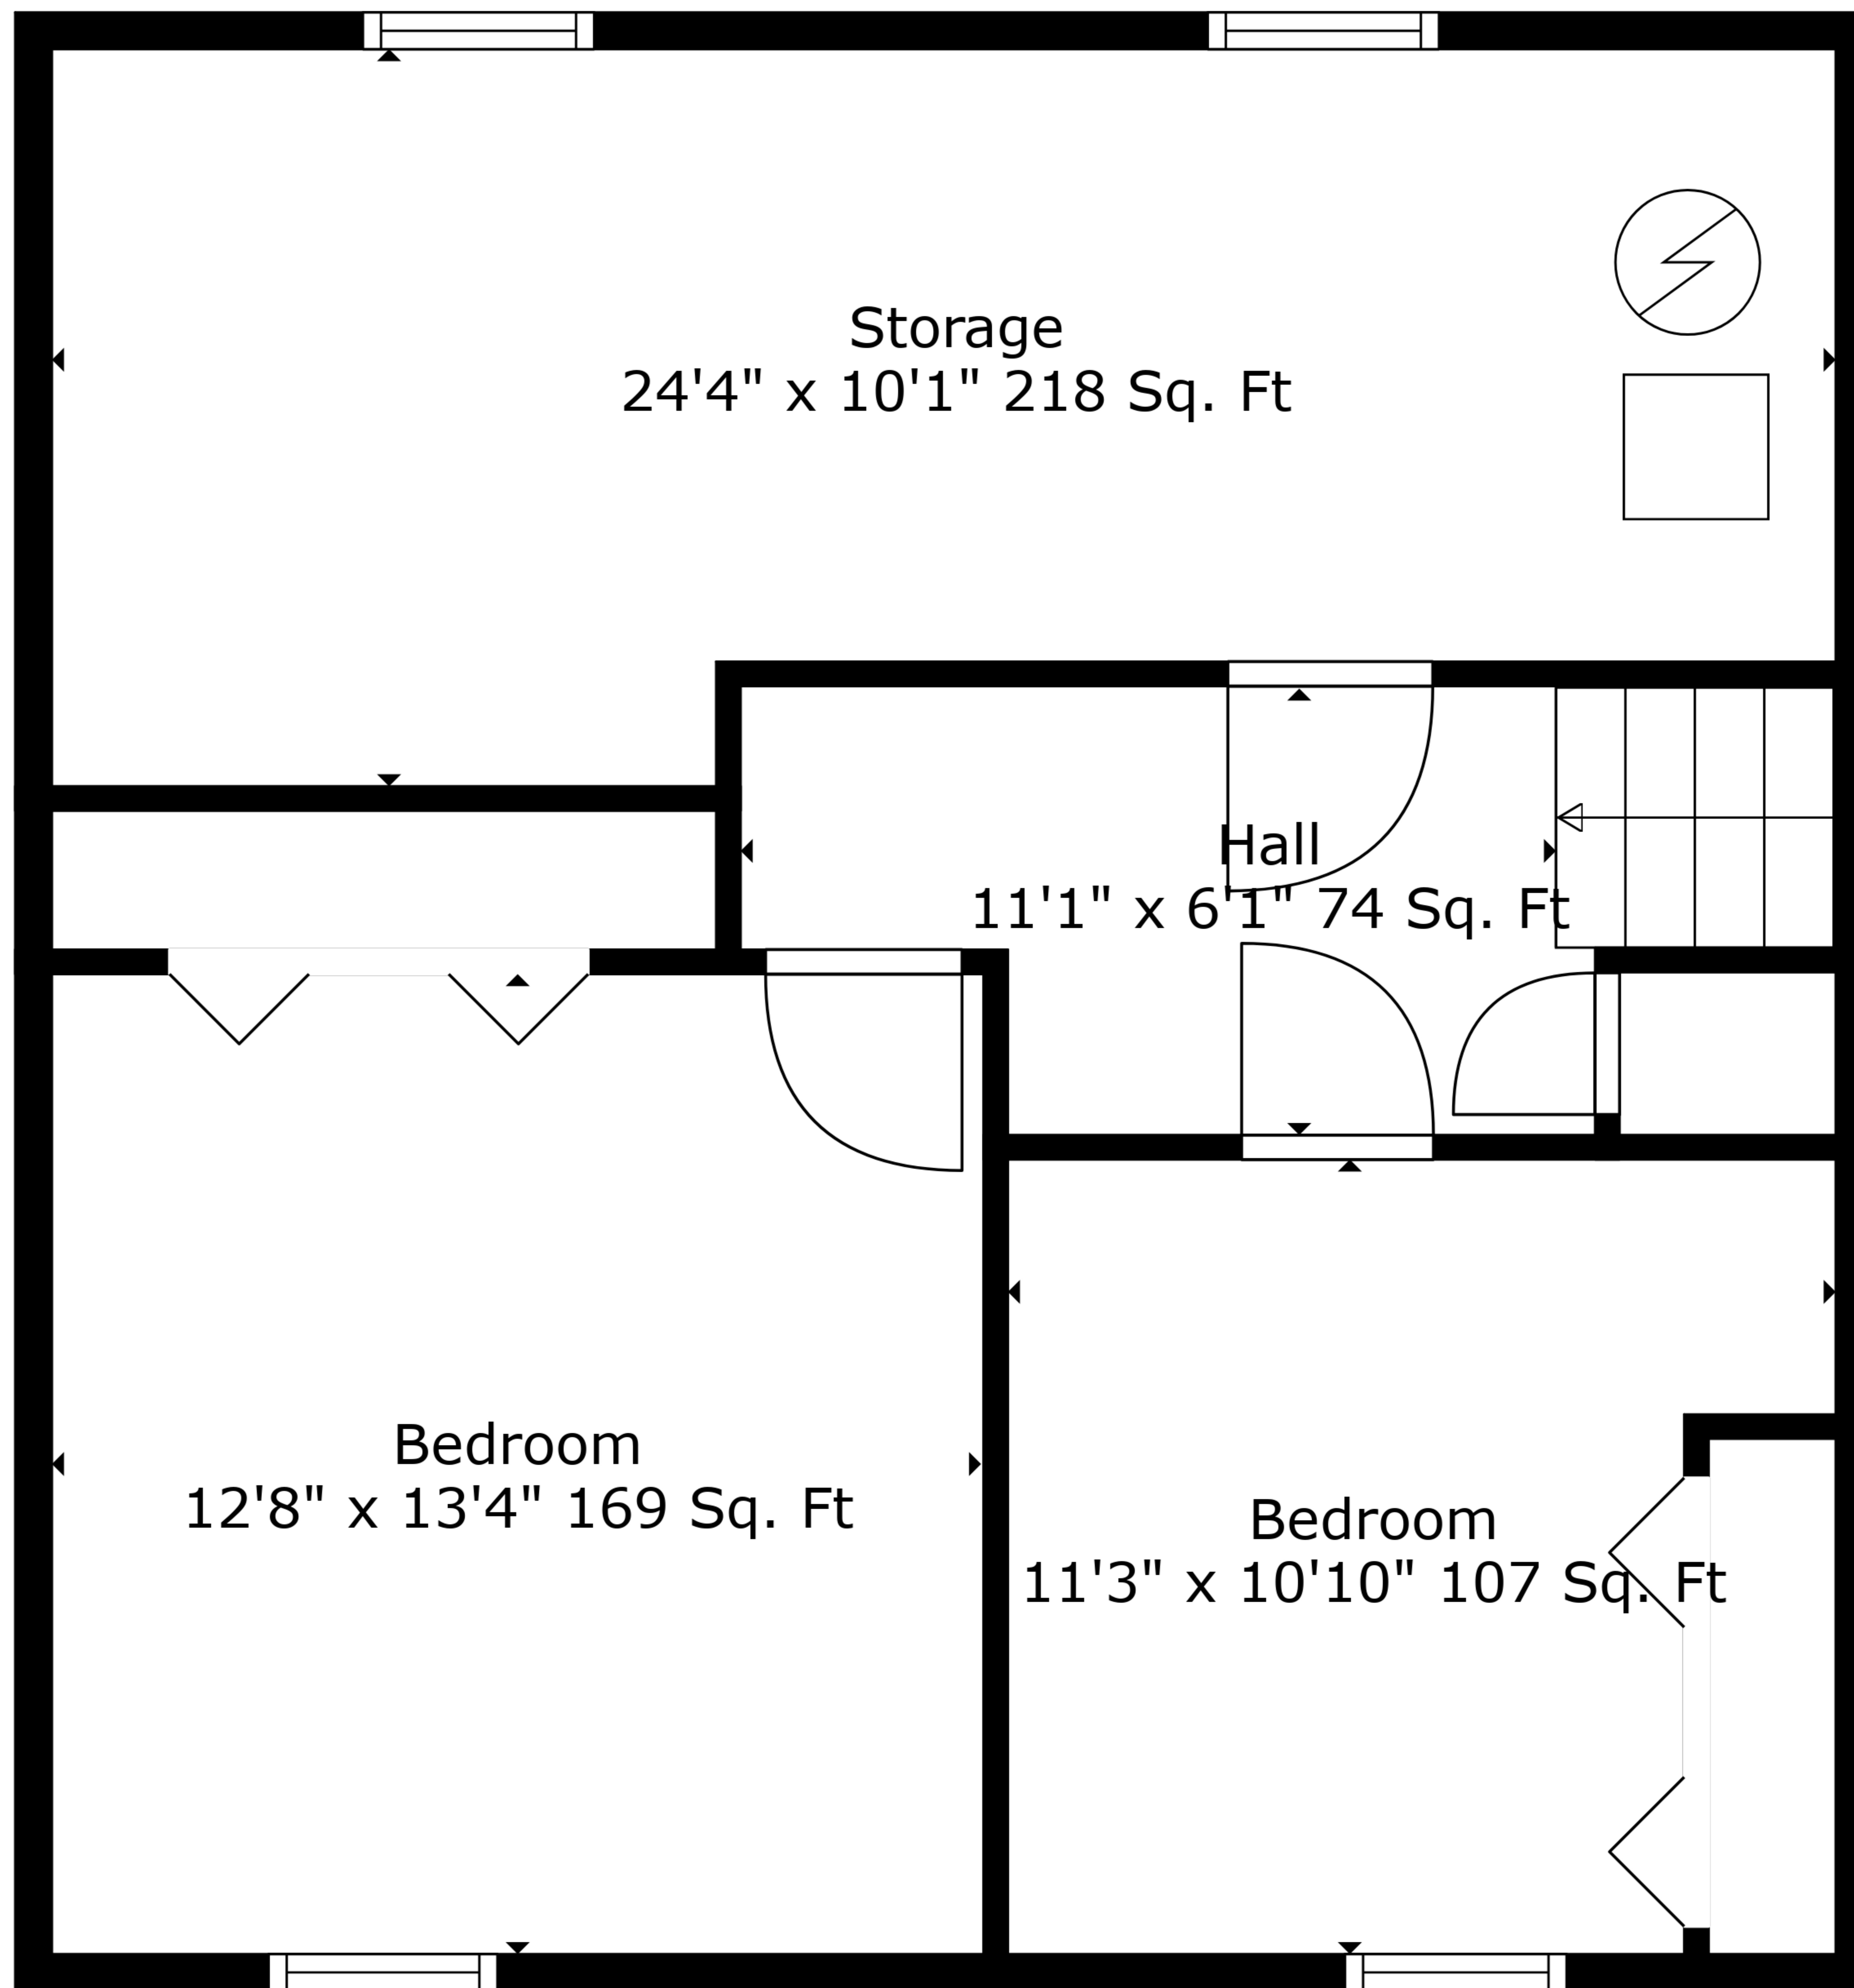 Storage
24'4" x 10'1" 218 Sq. Ft
Hall
11'1" x 6'1" 74 Sq. Ft
Bedroom
12'8" x 13'4" 169 Sq. Ft
Bedroom
11'3" x 10'10" 107 Sq. Ft